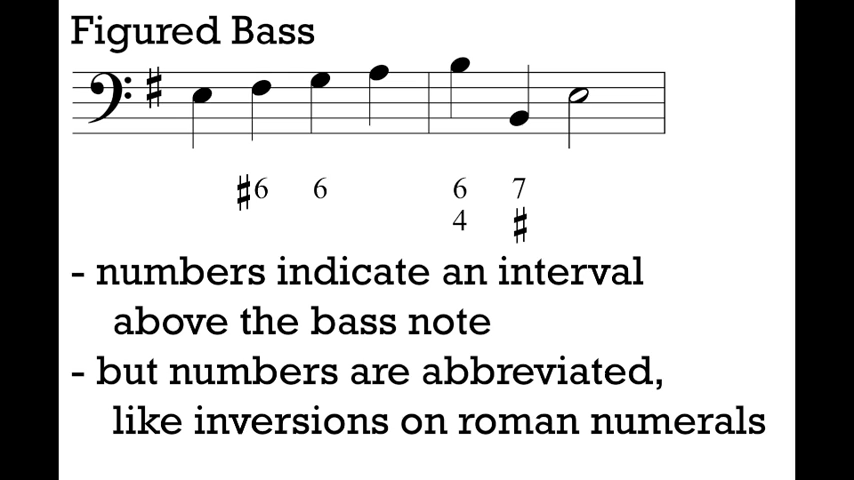 Figured Bass
♯6 6 6 7
4 ♯
- numbers indicate an interval
above the bass note
- but numbers are abbreviated,
like inversions on roman numerals